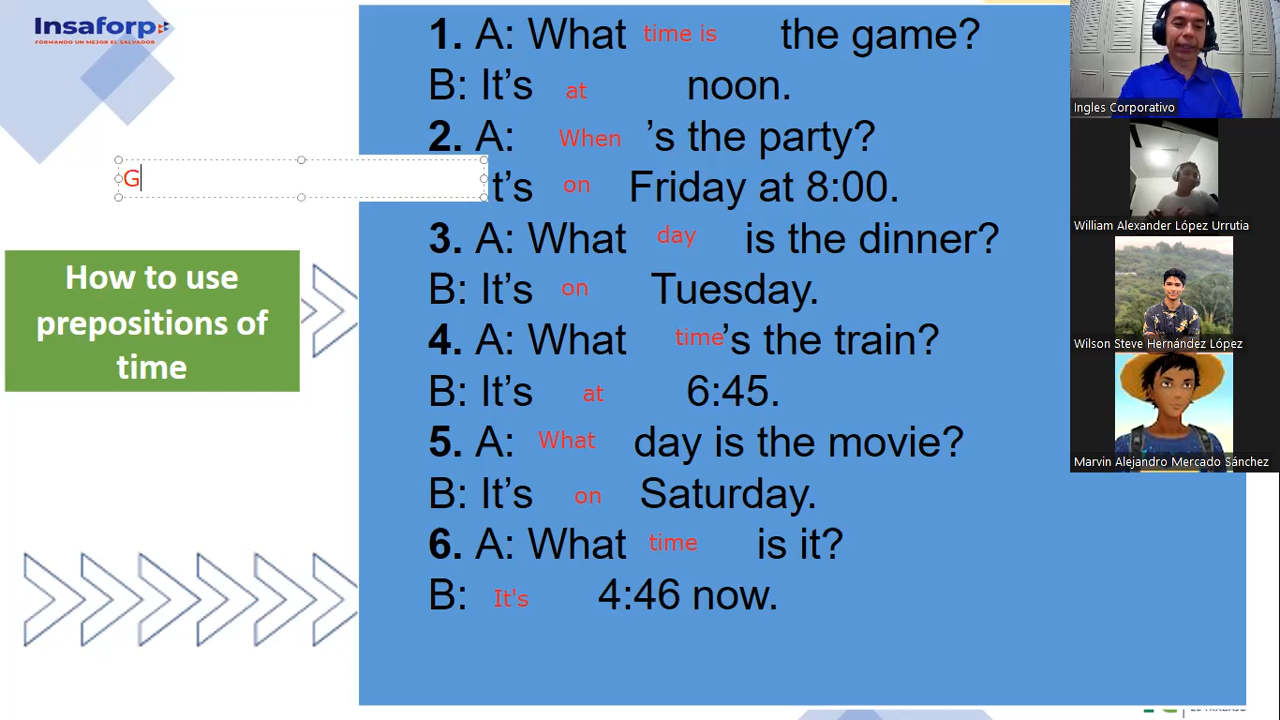 Insaforp
FORMANDO UN MEJOR EL SALVADOR
1. A: What time is the game?
B: It's at noon.
2. A: When 's the party?
G
t's on Friday at 8:00.
3. A: What day is the dinner?
B: It's on Tuesday.
4. A: What time's the train?
B: It's at 6:45.
5. A: What day is the movie?
B: It's on Saturday.
6. A: What time is it?
B: It's 4:46 now.
How to use
prepositions of
time
Ingles Corporativo
William Alexander López Urrutia
Wilson Steve Hernández López
Marvin Alejandro Mercado Sánchez